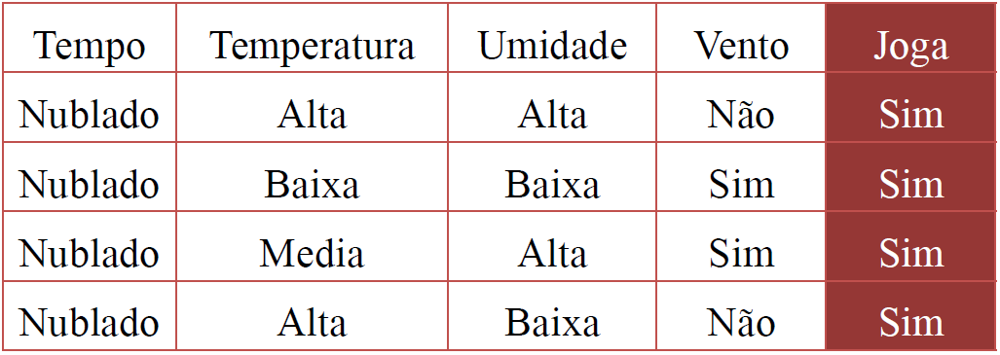 Tempo Temperatura Umidade Vento Joga
Nublado Alta Alta Não Sim
Nublado Baixa Baixa Sim Sim
Nublado Media Alta Sim Sim
Nublado Alta Baixa Não Sim